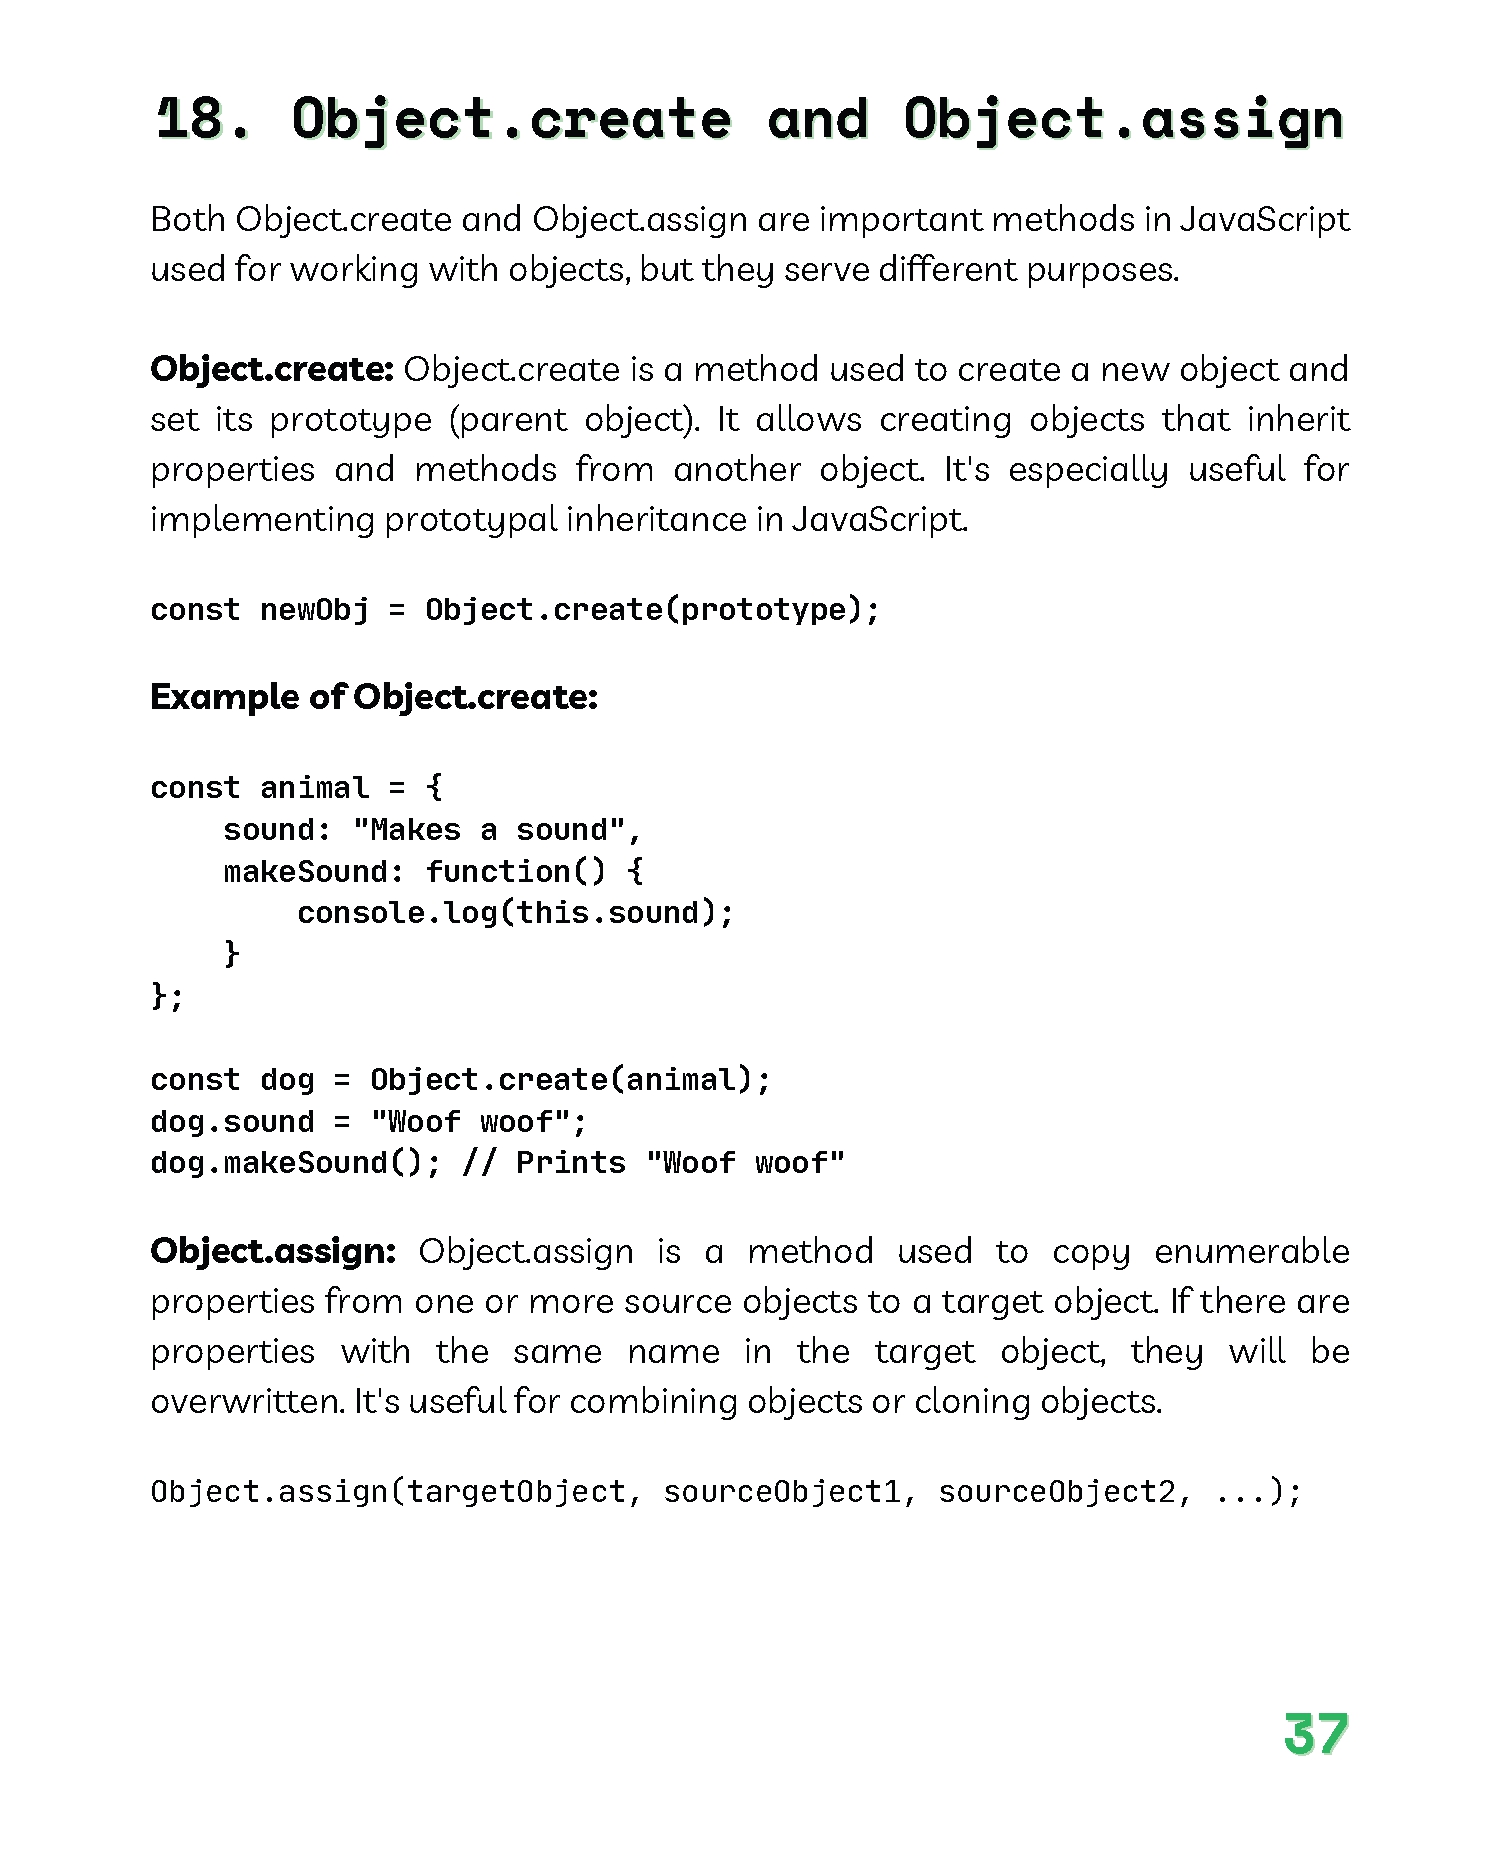 18. Object.create and Object.assign
Both Object.create and Object.assign are important methods in JavaScript
used for working with objects, but they serve different purposes.
Object.create: Object.create is a method used to create a new object and
set its prototype (parent object). It allows creating objects that inherit
properties and methods from another object. It's especially useful for
implementing prototypal inheritance in JavaScript.
const newObj = Object.create(prototype);
Example of Object.create:
const animal = {
    sound: "Makes a sound",
    makeSound: function() {
        console.log(this.sound);
    }
};
const dog = Object.create(animal);
dog.sound = "Woof woof";
dog.makeSound(); // Prints "Woof woof"
Object.assign: Object.assign is a method used to copy enumerable
properties from one or more source objects to a target object. If there are
properties with the same name in the target object, they will be
overwritten. It's useful for combining objects or cloning objects.
Object.assign(targetObject, sourceObject1, sourceObject2, ...);
37